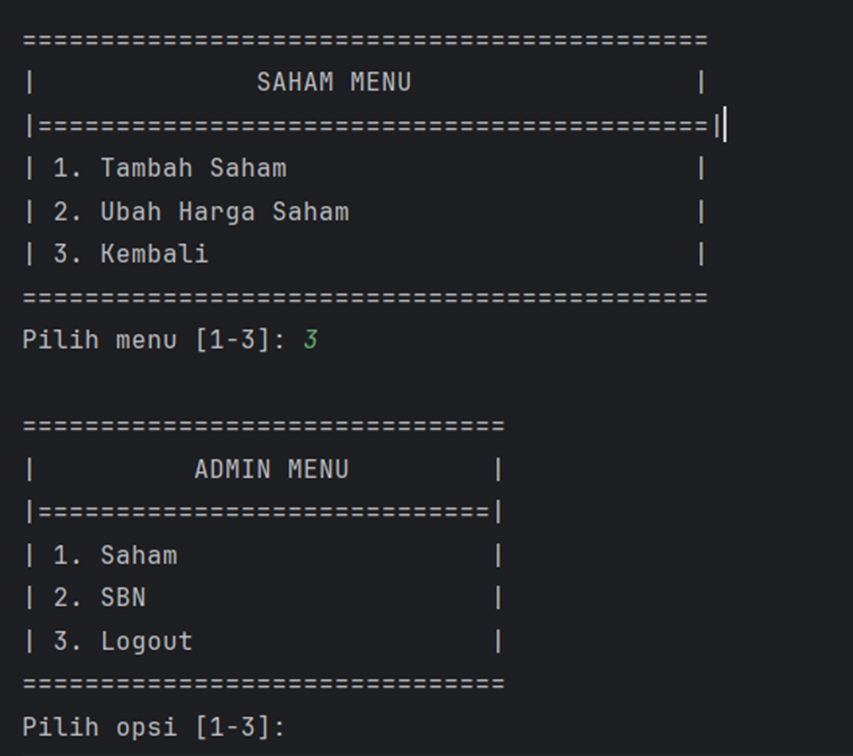 ============================================
|              SAHAM MENU                  |
|===========================================|
| 1. Tambah Saham                          |
| 2. Ubah Harga Saham                      |
| 3. Kembali                               |
============================================
Pilih menu [1-3]: 3

===============================
|          ADMIN MENU         |
|=============================|
| 1. Saham                    |
| 2. SBN                      |
| 3. Logout                   |
===============================
Pilih opsi [1-3]: